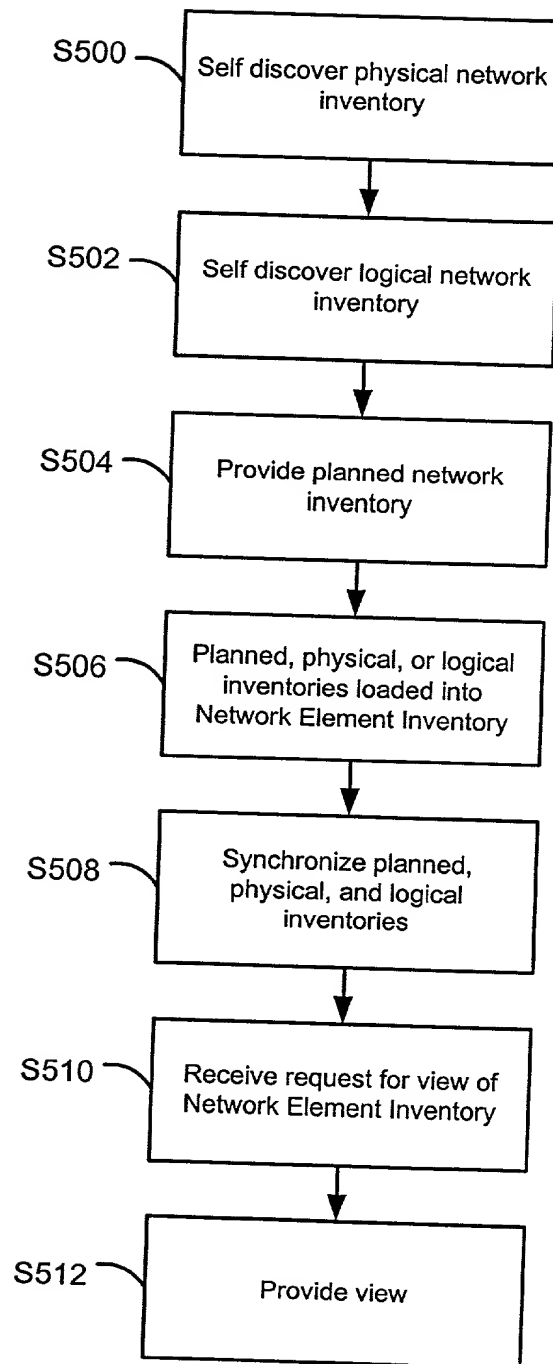 S500
Self discover physical network
inventory
S502
Self discover logical network
inventory
S504
Provide planned network
inventory
S506
Planned, physical, or logical
inventories loaded into
Network Element Inventory
S508
Synchronize planned,
physical, and logical
inventories
S510
Receive request for view of
Network Element Inventory
S512
Provide view